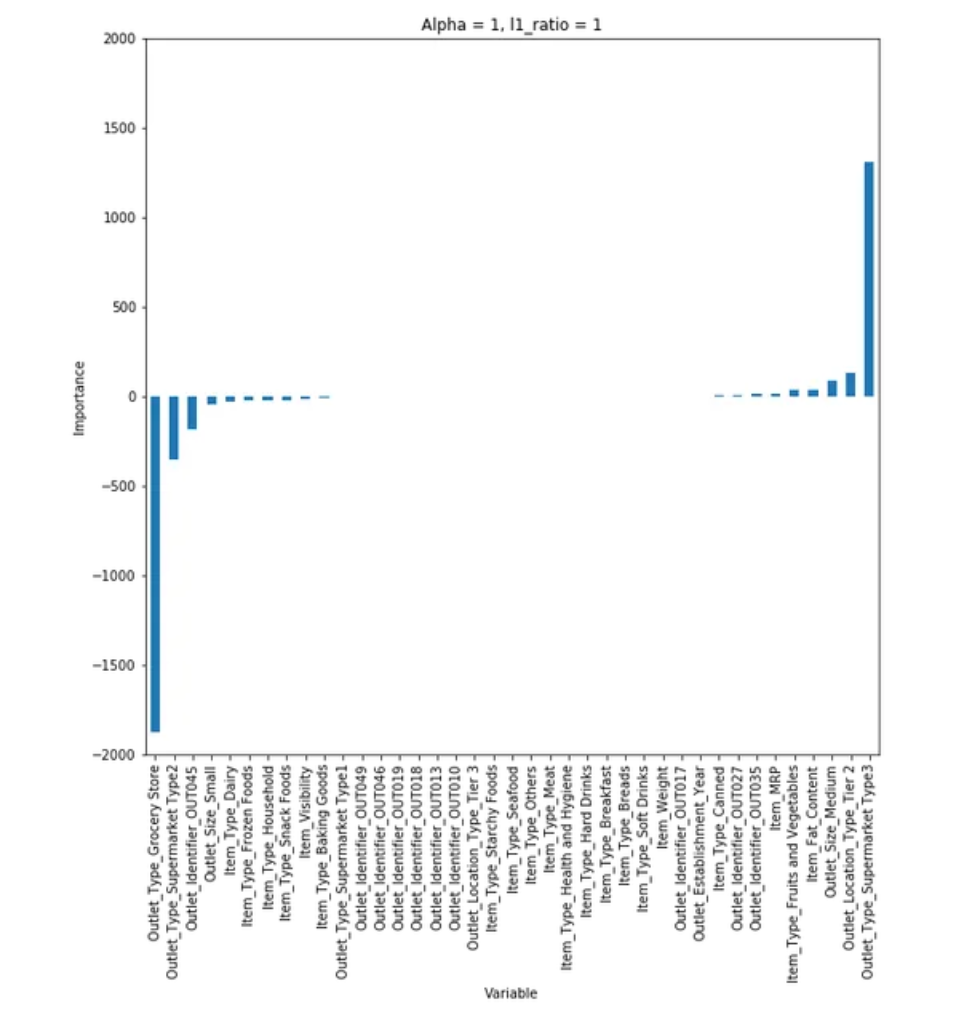 Alpha = 1, l1_ratio = 1
2000
1500
1000
500
0
−500
−1000
−1500
−2000
Importance
Outlet_Type_Grocery Store
Outlet_Type_Supermarket Type2
Outlet_Identifier_OUT045
Outlet_Size_Small
Item_Type_Dairy
Item_Type_Frozen Foods
Item_Type_Household
Item_Type_Snack Foods
Item_Visibility
Item_Type_Baking Goods
Outlet_Type_Supermarket Type1
Outlet_Identifier_OUT049
Outlet_Identifier_OUT046
Outlet_Identifier_OUT019
Outlet_Identifier_OUT018
Outlet_Identifier_OUT013
Outlet_Identifier_OUT010
Outlet_Location_Type_Tier 3
Item_Type_Starchy Foods
Item_Type_Seafood
Item_Type_Others
Item_Type_Meat
Item_Type_Health and Hygiene
Item_Type_Hard Drinks
Item_Type_Breakfast
Item_Type_Breads
Item_Type_Soft Drinks
Item_Weight
Outlet_Identifier_OUT017
Outlet_Establishment_Year
Item_Type_Canned
Outlet_Identifier_OUT027
Outlet_Identifier_OUT035
Item_MRP
Item_Type_Fruits and Vegetables
Item_Fat_Content
Outlet_Size_Medium
Outlet_Location_Type_Tier 2
Outlet_Type_Supermarket Type3
Variable